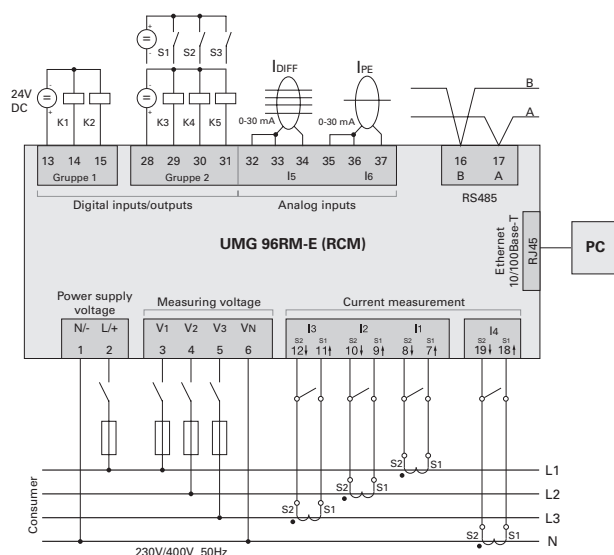 S1 S2 S3
IDIFF IPE
24V
DC
- + - +
K1 K2 K3 K4 K5
0-30 mA 0-30 mA
B
A
13 14 15 28 29 30 31 32 33 34 35 36 37 16 17
Gruppe 1 Gruppe 2 I5 I6 B A
Digital inputs/outputs Analog inputs RS485
UMG 96RM-E (RCM)
Ethernet
10/100Base-T
RJ45
PC
Power supply
voltage
Measuring voltage Current measurement
N/- L/+ V1 V2 V3 VN I3 I2 I1 I4
S2 S1 S2 S1 S2 S1 S2 S1
1 2 3 4 5 6 12↓ 11↑ 10↓ 9↑ 8↓ 7↑ 19↓ 18↑
Consumer
S2 S1 L1
S2 S1 L2
S2 S1 L3
S2 S1 N
230V/400V 50Hz